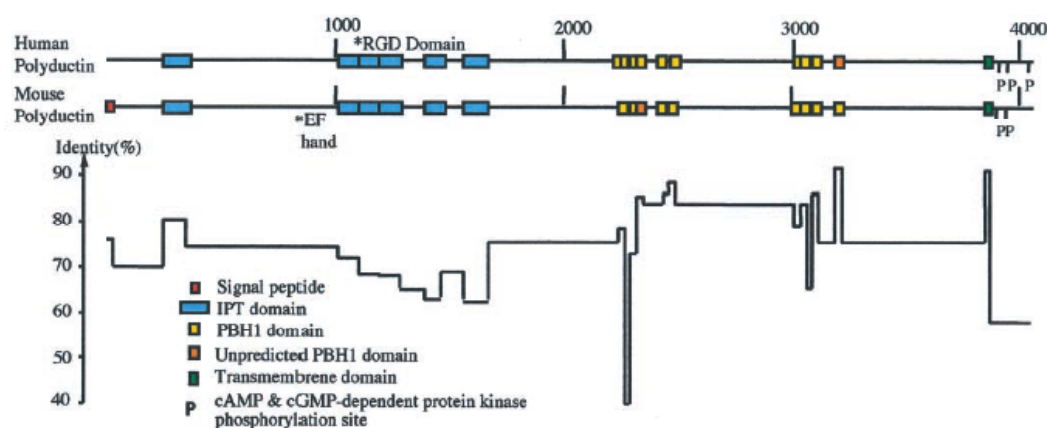 1000 2000 3000 4000
Human
Polyductin
*RGD Domain
P P P
Mouse
Polyductin
*EF
hand
PP
Identity(%)
90
80
70
60
50
40
Signal peptide
IPT domain
PBH1 domain
Unpredicted PBH1 domain
Transmembrene domain
P cAMP & cGMP-dependent protein kinase
phosphorylation site